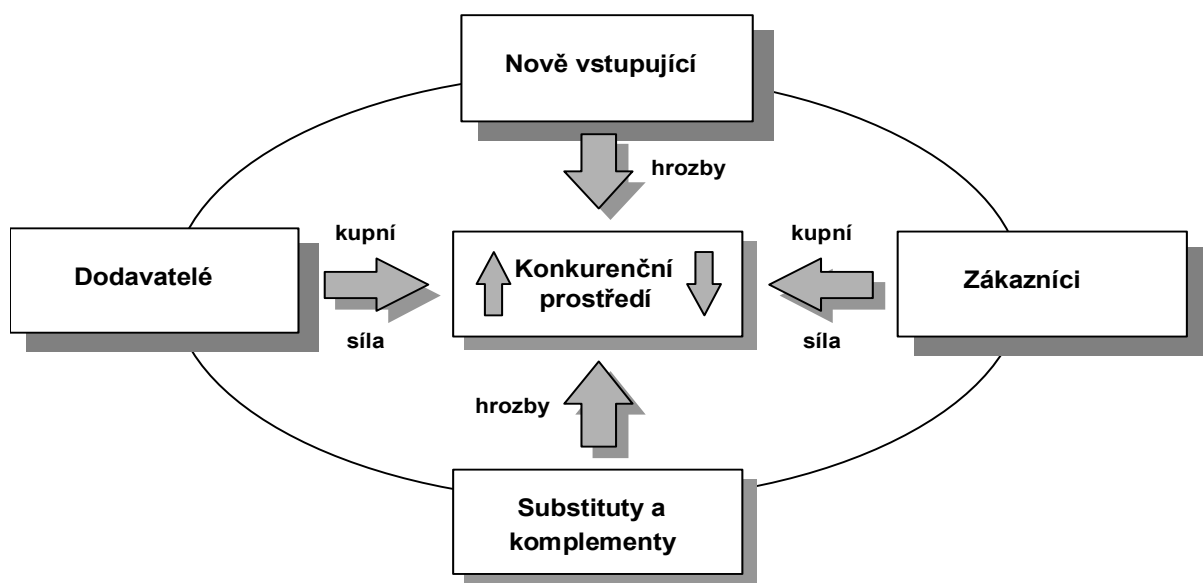 Nově vstupující
hrozby
Dodavatelé
kupní
síla
Konkurenční
prostředí
kupní
síla
Zákazníci
hrozby
Substituty a
komplementy